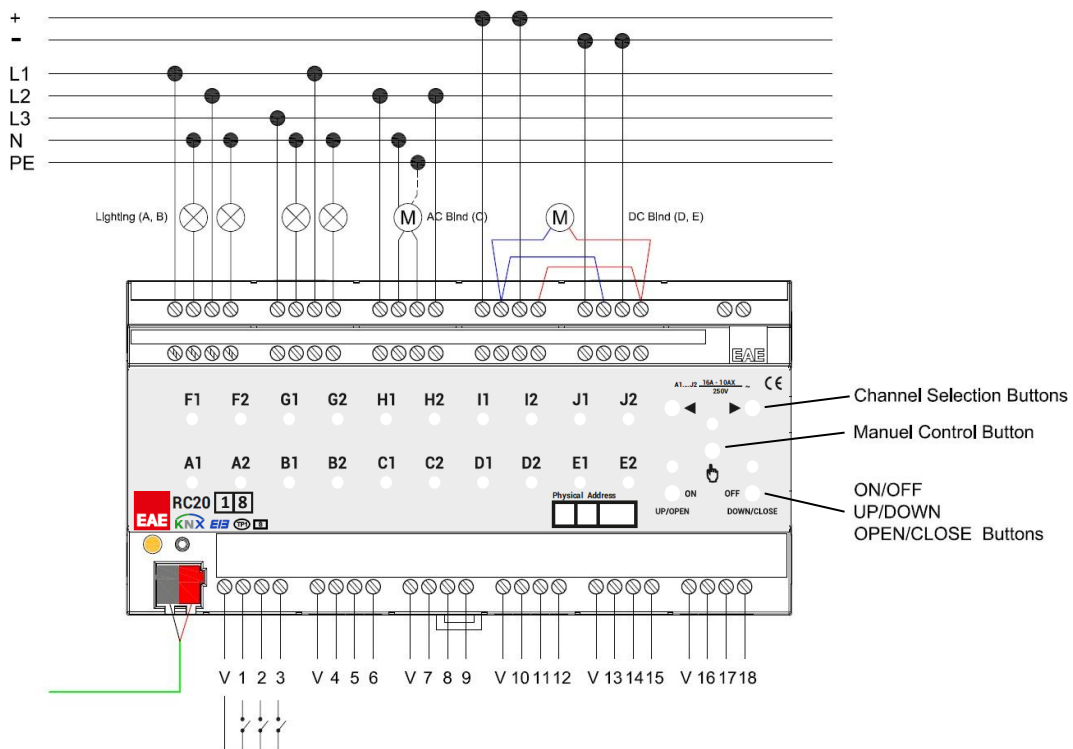 +
-
L1
L2
L3
N
PE
Lighting (A, B)
M
AC Blnd (C)
M
DC Blnd (D, E)
EAE
F1 F2 G1 G2 H1 H2 I1 I2 J1 J2
A1...J2 16A - 10AX ~
250V
CE
Channel Selection Buttons
Manuel Control Button
A1 A2 B1 B2 C1 C2 D1 D2 E1 E2
EAE
RC20 18
KNX EIB TP1 B
Physical Address
ON OFF
UP/OPEN DOWN/CLOSE
ON/OFF
UP/DOWN
OPEN/CLOSE Buttons
V 1 2 3 V 4 5 6 V 7 8 9 V 10 11 12 V 13 14 15 V 16 17 18